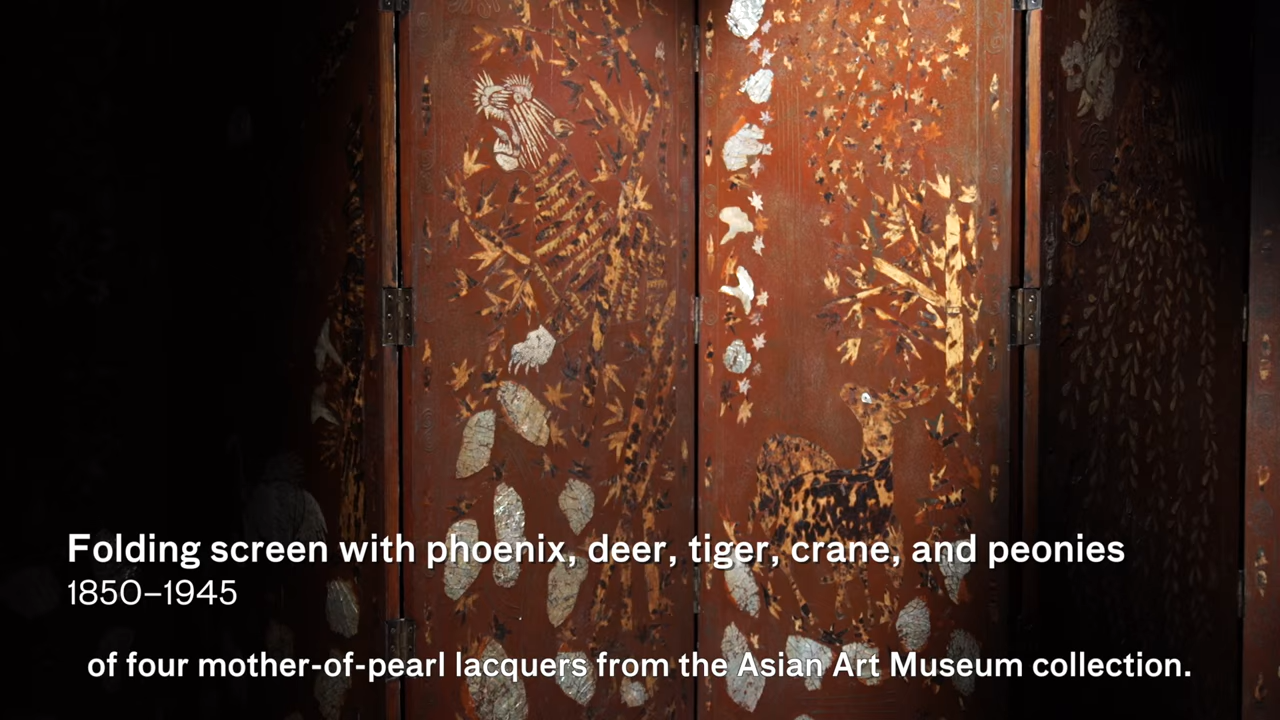 Folding screen with phoenix, deer, tiger, crane, and peonies
1850–1945
of four mother-of-pearl lacquers from the Asian Art Museum collection.